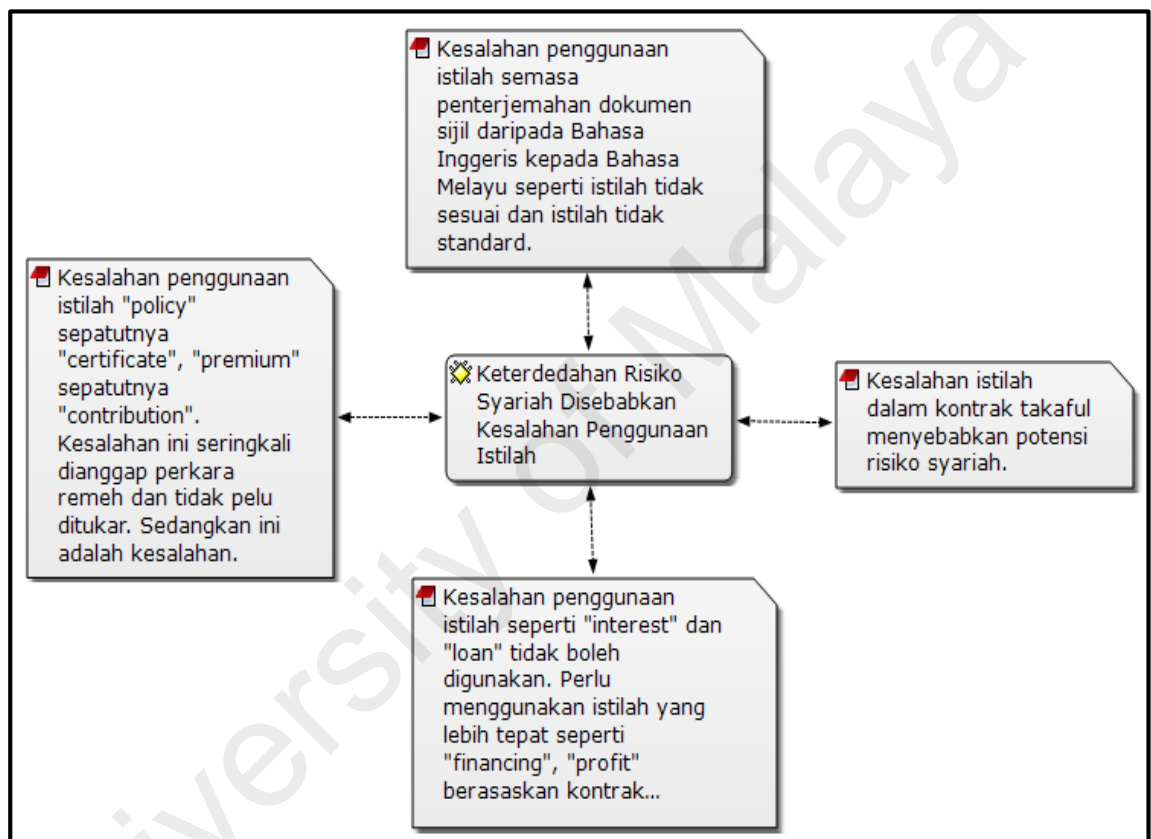 Kesalahan penggunaan
istilah semasa
penterjemahan dokumen
sijil daripada Bahasa
Inggeris kepada Bahasa
Melayu seperti istilah tidak
sesuai dan istilah tidak
standard.
Kesalahan penggunaan
istilah "policy"
sepatutnya
"certificate", "premium"
sepatutnya
"contribution".
Kesalahan ini seringkali
dianggap perkara
remeh dan tidak pelu
ditukar. Sedangkan ini
adalah kesalahan.
Keterdedahan Risiko
Syariah Disebabkan
Kesalahan Penggunaan
Istilah
Kesalahan istilah
dalam kontrak takaful
menyebabkan potensi
risiko syariah.
Kesalahan penggunaan
istilah seperti "interest" dan
"loan" tidak boleh
digunakan. Perlu
menggunakan istilah yang
lebih tepat seperti
"financing", "profit"
berasaskan kontrak...
iversity of Malaya